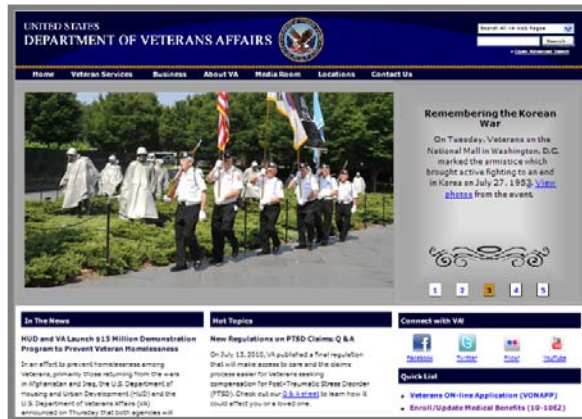 UNITED STATES
DEPARTMENT OF VETERANS AFFAIRS
Search All VA Web Pages
Search
Open Advanced Search
Home Veteran Services Business About VA Media Room Locations Contact Us
Remembering the Korean
War
On Tuesday, Veterans on the
National Mall in Washington, D.C.
marked the armistice which
brought active fighting to an end
in Korea on July 27, 1953. View
photos from the event.
1 2 3 4 5
In The News
HUD and VA Launch $15 Million Demonstration
Program to Prevent Veteran Homelessness
In an effort to prevent homelessness among
Veterans, primarily those returning from the wars
in Afghanistan and Iraq, the U.S. Department of
Housing and Urban Development (HUD) and the
U.S. Department of Veterans Affairs (VA)
announced on Thursday that both agencies will
Hot Topics
New Regulations on PTSD Claims: Q & A
On July 13, 2010, VA published a final regulation
that will make access to care and the claims
process easier for Veterans seeking
compensation for Post-Traumatic Stress Disorder
(PTSD). Check out our Q & A sheet to learn how it
could affect you or a loved one.
Connect with VA!
Facebook Twitter Flickr YouTube
Quick List
Veterans ON-line Application (VONAPP)
Enroll/Update Medical Benefits (10-10EZ)